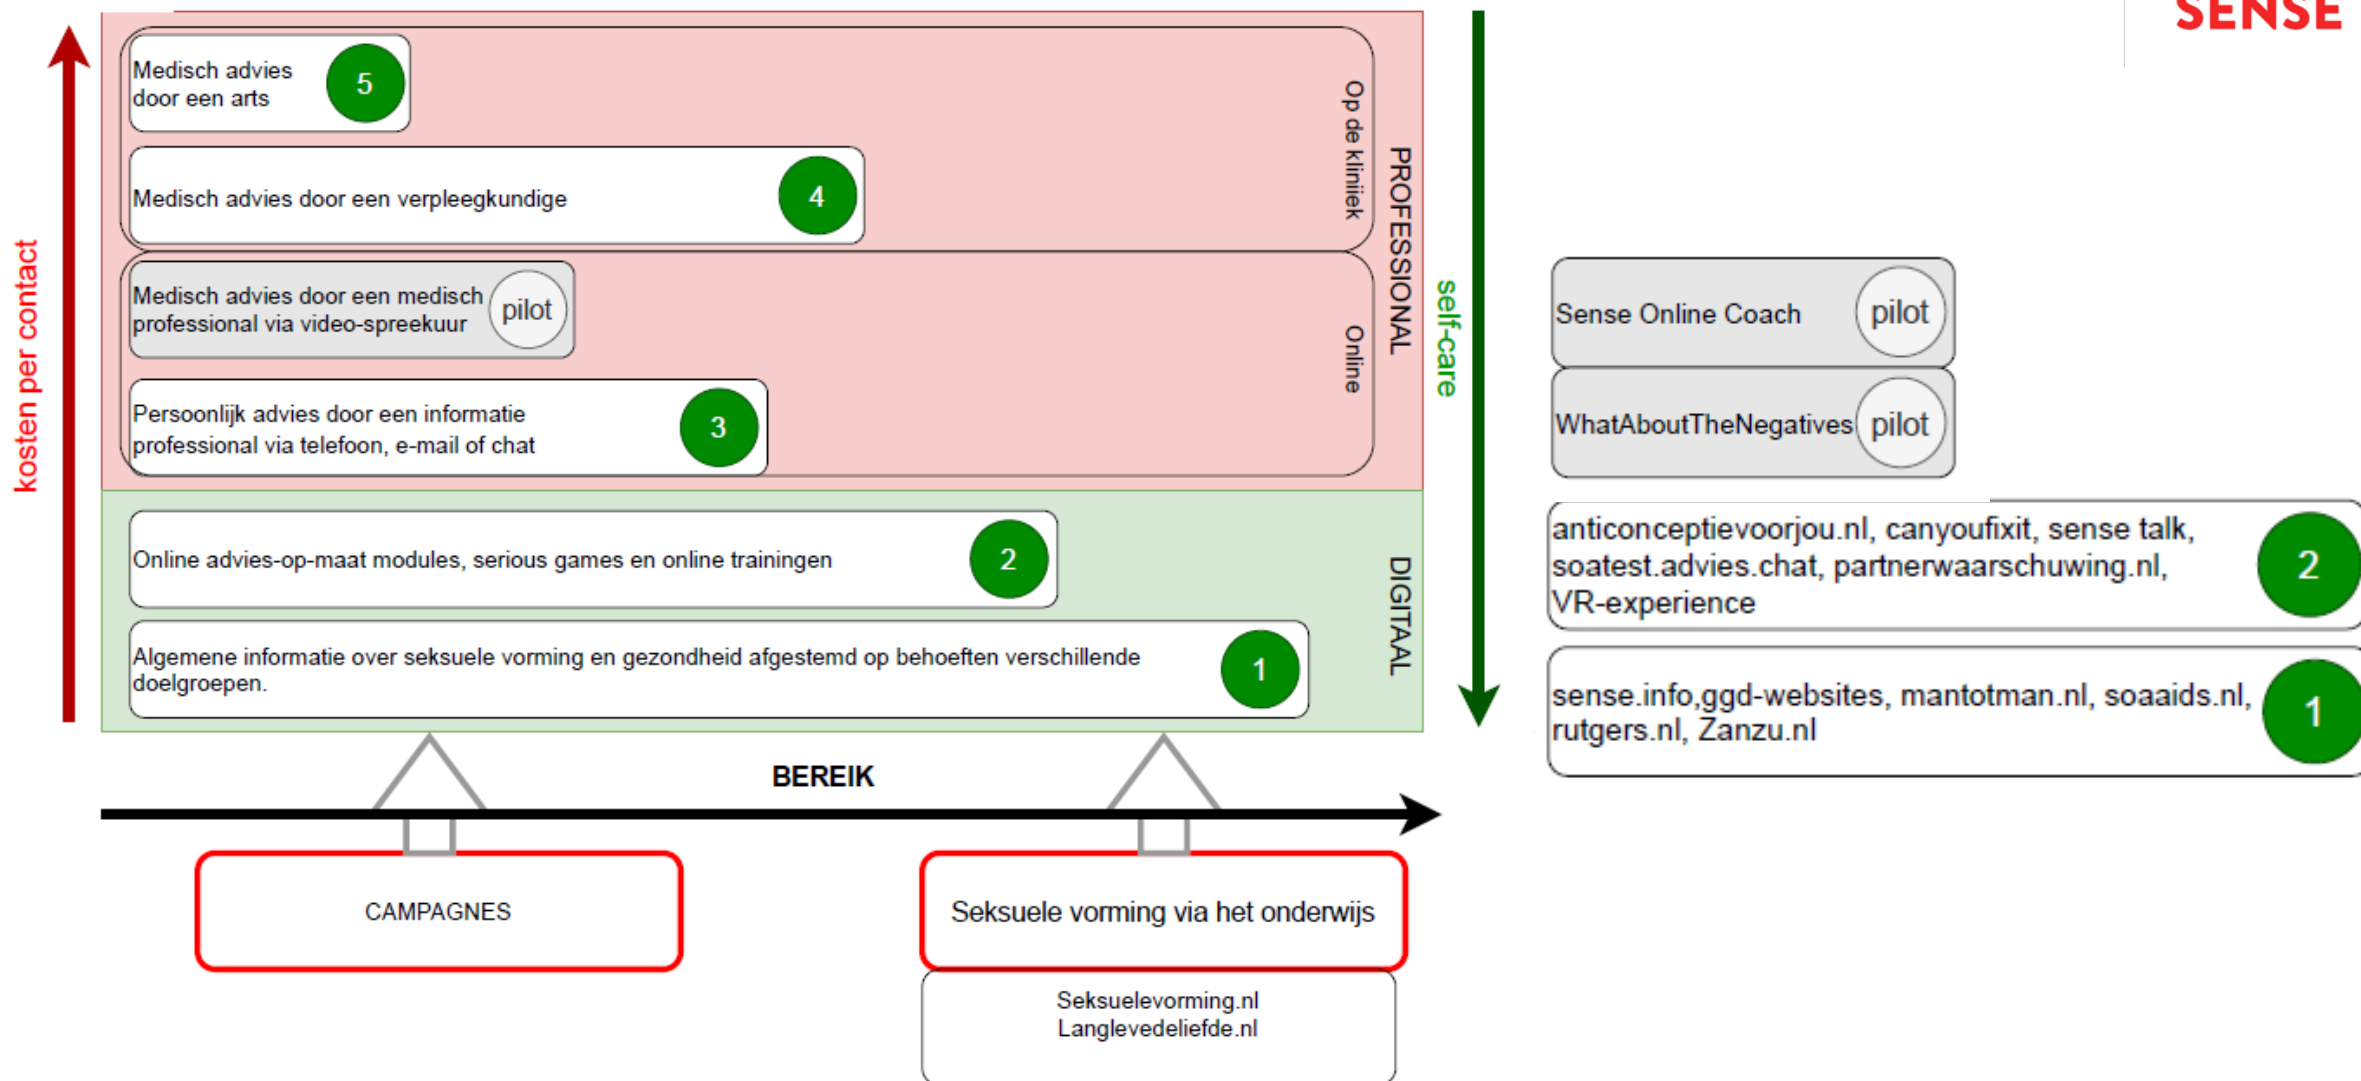 SENSE
kosten per contact
Medisch advies
door een arts
5
Medisch advies door een verpleegkundige
4
Op de kliniek
Medisch advies door een medisch
professional via video-spreekuur
pilot
Persoonlijk advies door een informatie
professional via telefoon, e-mail of chat
3
Online
PROFESSIONAL
Online advies-op-maat modules, serious games en online trainingen
2
Algemene informatie over seksuele vorming en gezondheid afgestemd op behoeften verschillende
doelgroepen.
1
DIGITAAL
self-care
Sense Online Coach
pilot
WhatAboutTheNegatives
pilot
anticonceptievoorjou.nl, canyoufixit, sense talk,
soatest.advies.chat, partnerwaarschuwing.nl,
VR-experience
2
sense.info,ggd-websites, mantotman.nl, soaaids.nl,
rutgers.nl, Zanzu.nl
1
BEREIK
CAMPAGNES
Seksuele vorming via het onderwijs
Seksuelevorming.nl
Langlevedeliefde.nl